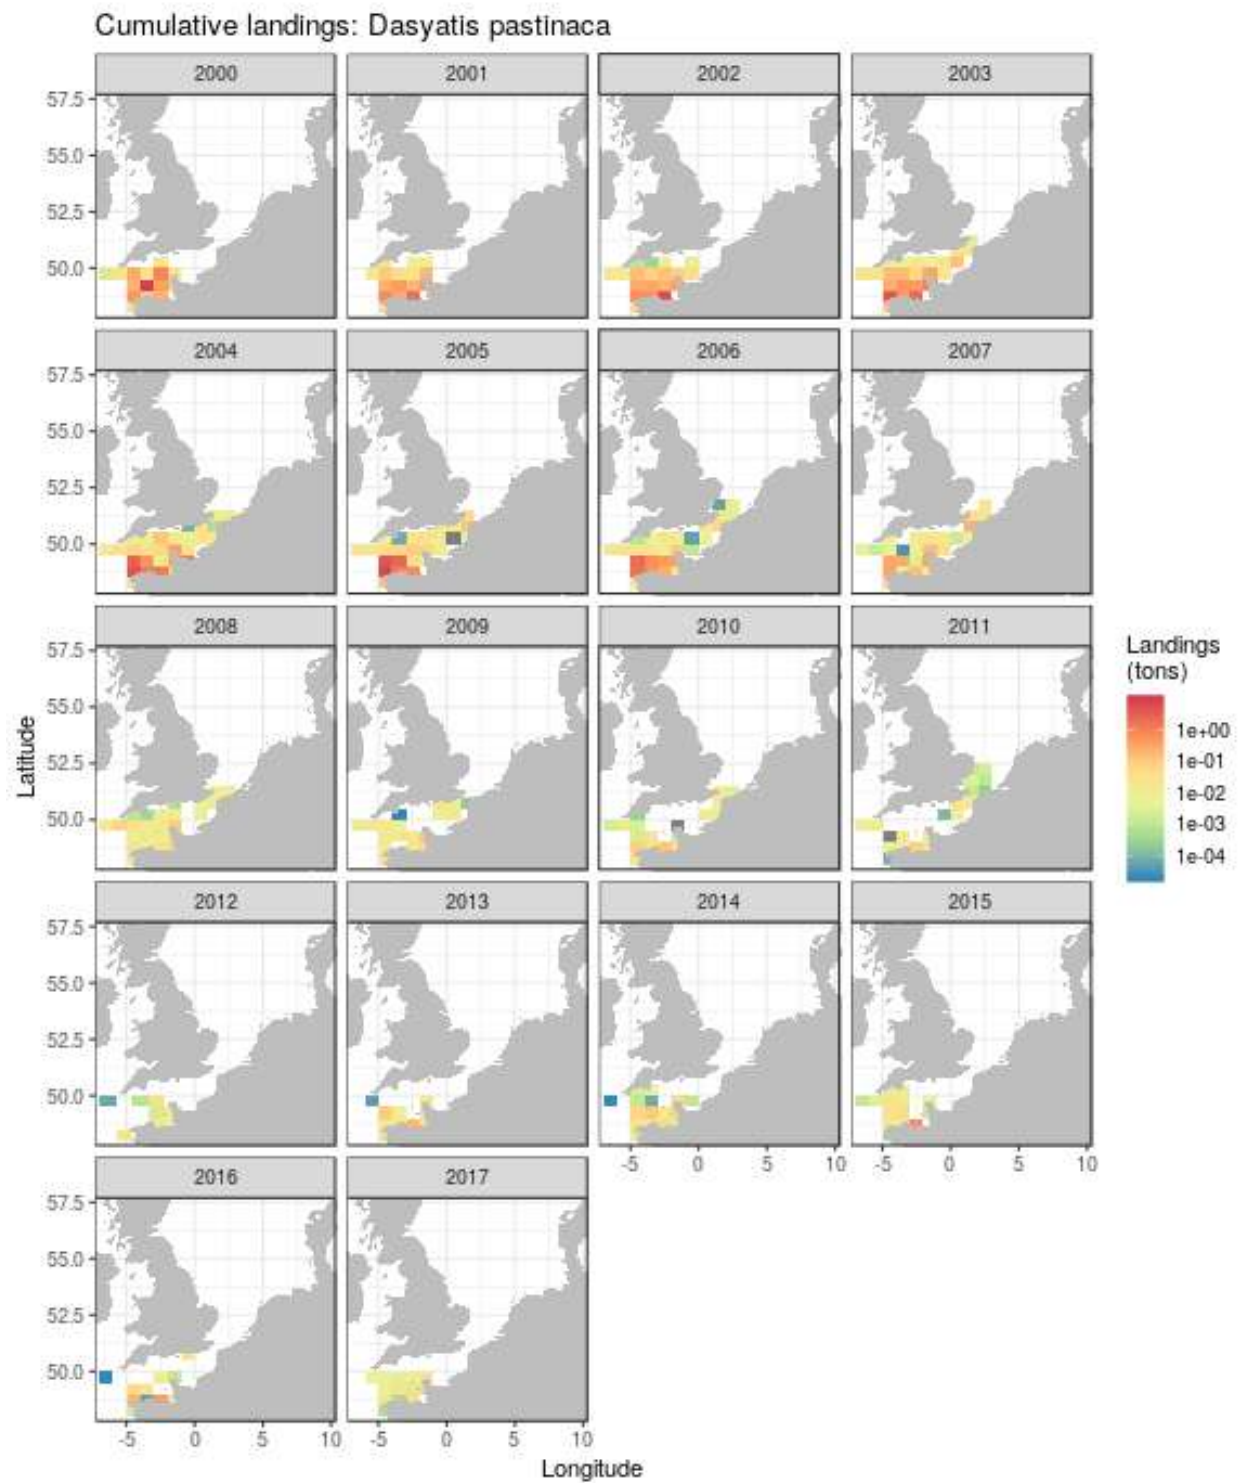 Cumulative landings: Dasyatis pastinaca
2000 2001 2002 2003
57.5
55.0
52.5
50.0
2004 2005 2006 2007
57.5
55.0
52.5
50.0
2008 2009 2010 2011
57.5
55.0
52.5
50.0
Latitude
Landings
(tons)
1e+00
1e-01
1e-02
1e-03
1e-04
2012 2013 2014 2015
57.5
55.0
52.5
50.0
-5 0 5 10 -5 0 5 10
2016 2017
57.5
55.0
52.5
50.0
-5 0 5 10 -5 0 5 10
Longitude